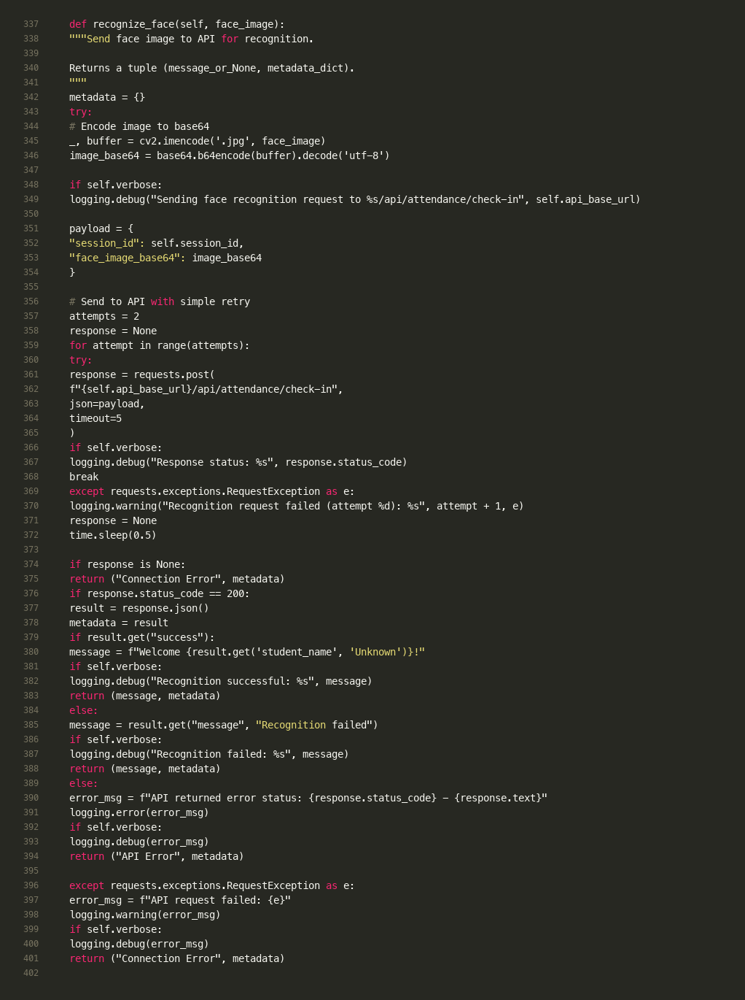 337 def recognize_face(self, face_image):
338 """Send face image to API for recognition.
339
340 Returns a tuple (message_or_None, metadata_dict).
341 """
342 metadata = {}
343 try:
344 # Encode image to base64
345 _, buffer = cv2.imencode('.jpg', face_image)
346 image_base64 = base64.b64encode(buffer).decode('utf-8')
347
348 if self.verbose:
349 logging.debug("Sending face recognition request to %s/api/attendance/check-in", self.api_base_url)
350
351 payload = {
352 "session_id": self.session_id,
353 "face_image_base64": image_base64
354 }
355
356 # Send to API with simple retry
357 attempts = 2
358 response = None
359 for attempt in range(attempts):
360 try:
361 response = requests.post(
362 f"{self.api_base_url}/api/attendance/check-in",
363 json=payload,
364 timeout=5
365 )
366 if self.verbose:
367 logging.debug("Response status: %s", response.status_code)
368 break
369 except requests.exceptions.RequestException as e:
370 logging.warning("Recognition request failed (attempt %d): %s", attempt + 1, e)
371 response = None
372 time.sleep(0.5)
373
374 if response is None:
375 return ("Connection Error", metadata)
376 if response.status_code == 200:
377 result = response.json()
378 metadata = result
379 if result.get("success"):
380 message = f"Welcome {result.get('student_name', 'Unknown')}!"
381 if self.verbose:
382 logging.debug("Recognition successful: %s", message)
383 return (message, metadata)
384 else:
385 message = result.get("message", "Recognition failed")
386 if self.verbose:
387 logging.debug("Recognition failed: %s", message)
388 return (message, metadata)
389 else:
390 error_msg = f"API returned error status: {response.status_code} - {response.text}"
391 logging.error(error_msg)
392 if self.verbose:
393 logging.debug(error_msg)
394 return ("API Error", metadata)
395
396 except requests.exceptions.RequestException as e:
397 error_msg = f"API request failed: {e}"
398 logging.warning(error_msg)
399 if self.verbose:
400 logging.debug(error_msg)
401 return ("Connection Error", metadata)
402